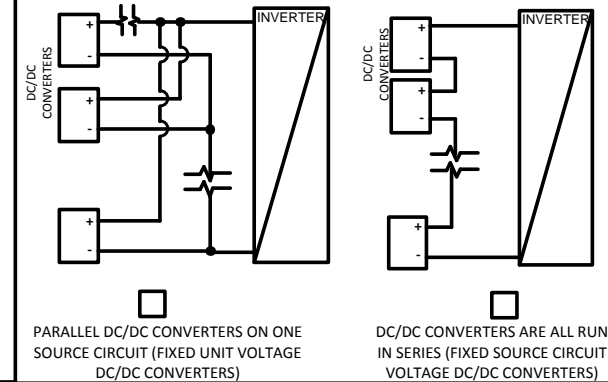 INVERTER
DC/DC
CONVERTERS
+
-
+
-
+
-
PARALLEL DC/DC CONVERTERS ON ONE
SOURCE CIRCUIT (FIXED UNIT VOLTAGE
DC/DC CONVERTERS)
INVERTER
DC/DC
CONVERTERS
+
-
+
-
+
-
DC/DC CONVERTERS ARE ALL RUN
IN SERIES (FIXED SOURCE CIRCUIT
VOLTAGE DC/DC CONVERTERS)